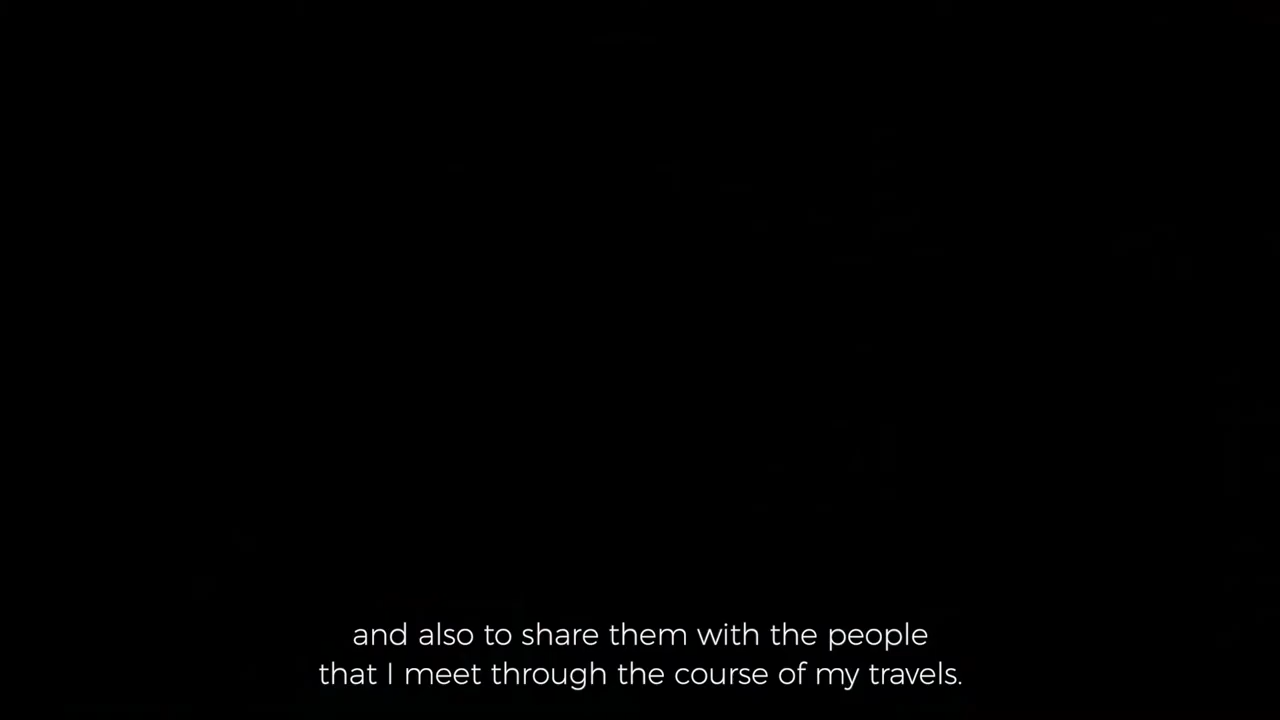 and also to share them with the people
that I meet through the course of my travels.